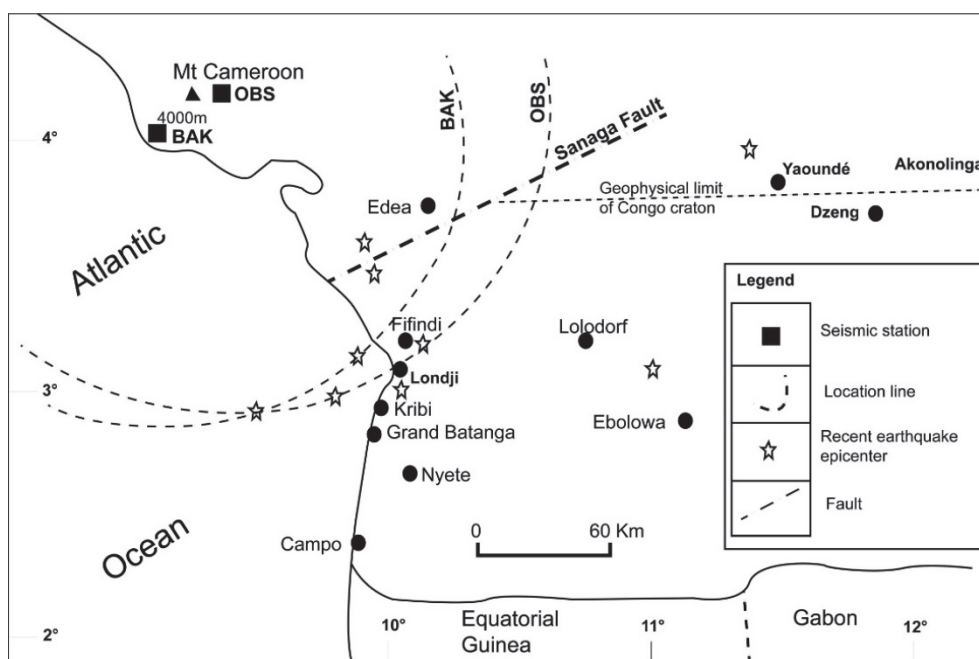 Mt Cameroon
OBS
4000m
BAK
4°
BAK
OBS
Sanaga Fault
Yaoundé
Akonolinga
Geophysical limit
of Congo craton
Edea
Dzeng
Atlantic
Legend
Seismic station
Location line
Recent earthquake
epicenter
Fault
Fifindi
Lolodorf
Londji
3°
Kribi
Ebolowa
Grand Batanga
Nyete
0 60 Km
Ocean
Campo
2°
10°
Equatorial
Guinea
11°
Gabon
12°